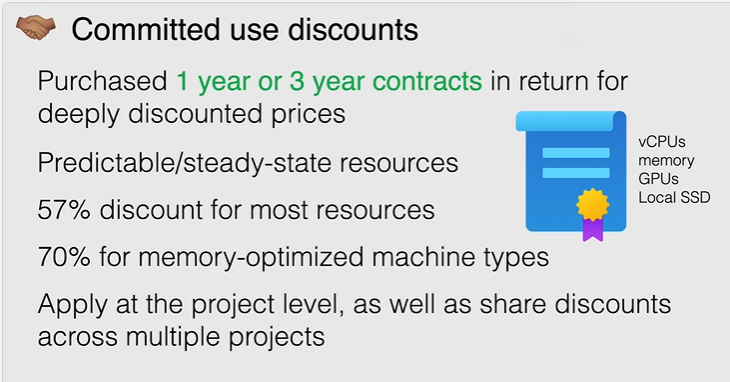 Committed use discounts
Purchased 1 year or 3 year contracts in return for
deeply discounted prices
Predictable/steady-state resources
57% discount for most resources
70% for memory-optimized machine types
Apply at the project level, as well as share discounts
across multiple projects
vCPUs
memory
GPUs
Local SSD